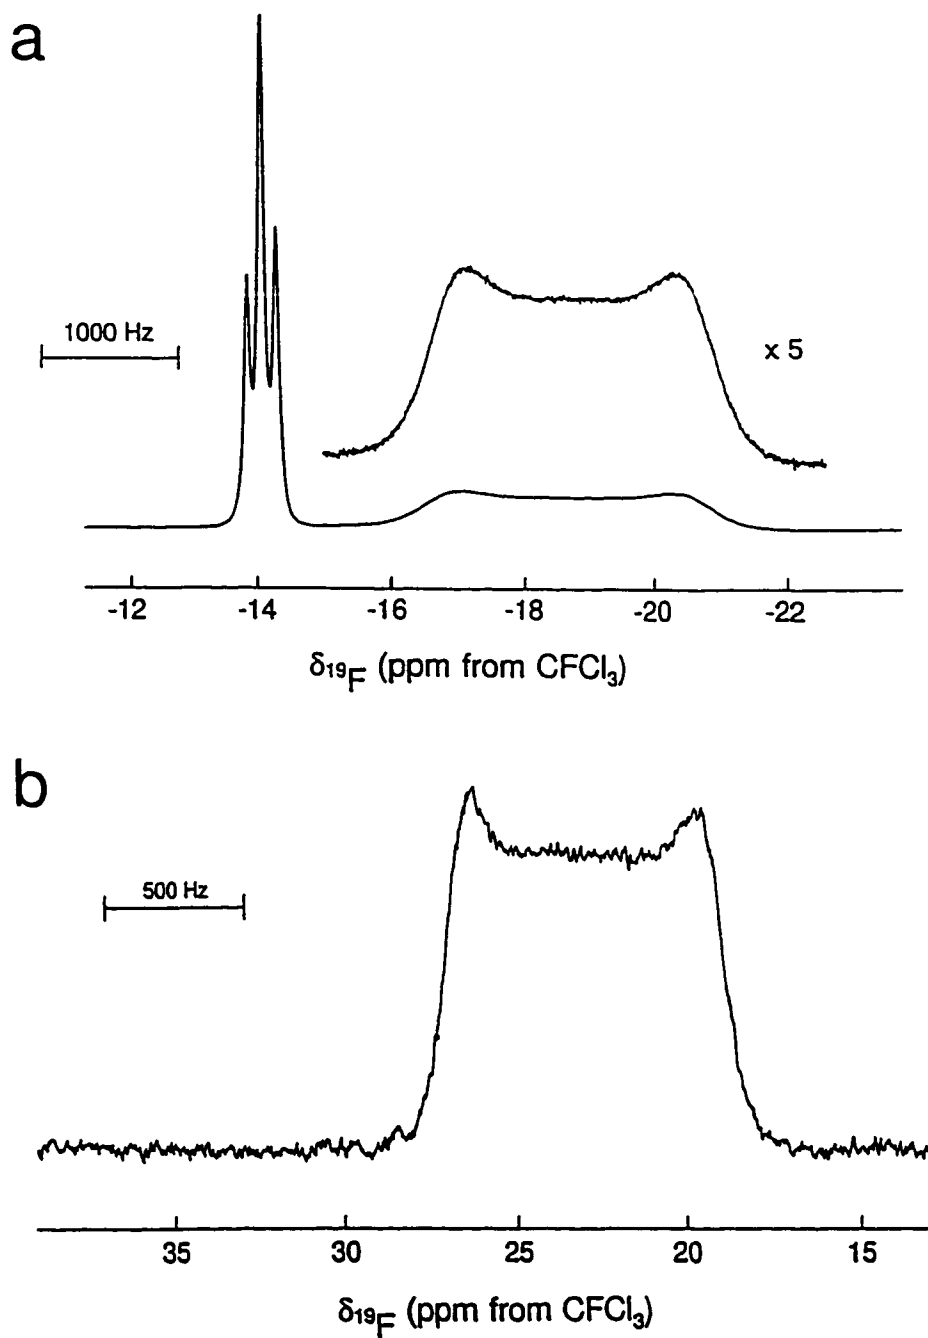 a
1000 Hz
x 5
-12 -14 -16 -18 -20 -22
δ19F (ppm from CFCl3)
b
500 Hz
35 30 25 20 15
δ19F (ppm from CFCl3)